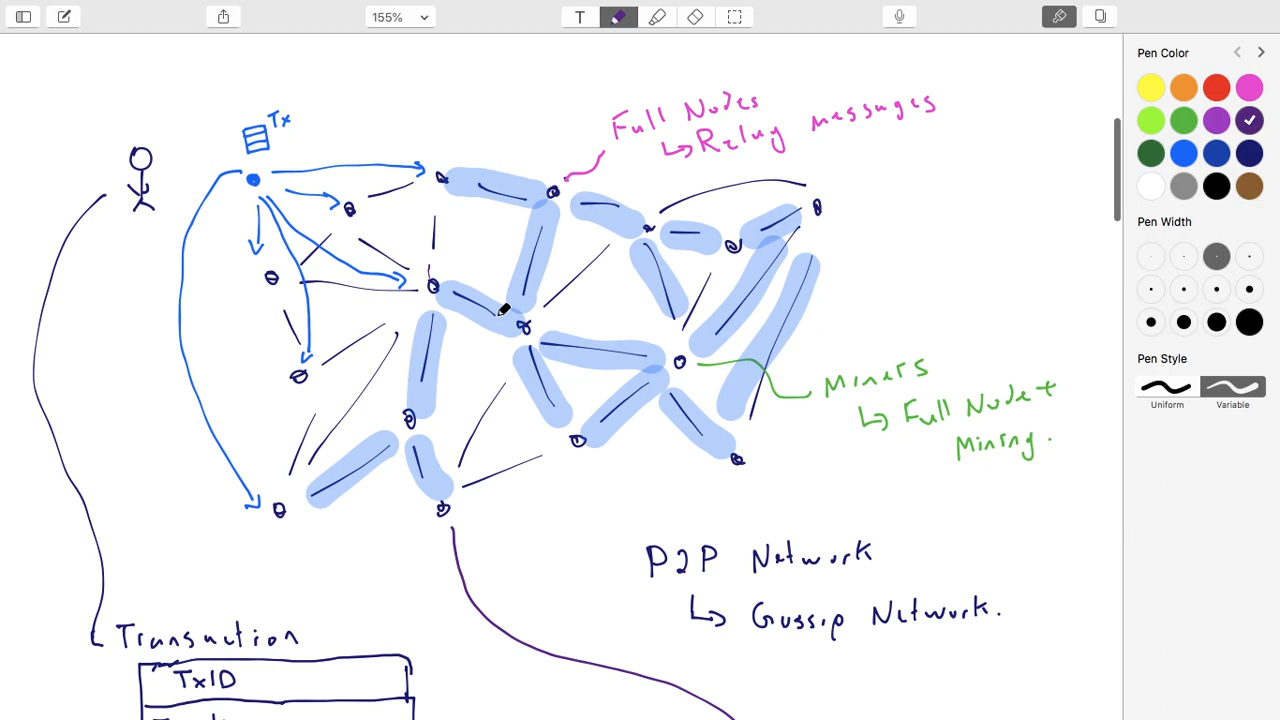 155%
T
Pen Color
Pen Width
Pen Style
Uniform
Variable
Tx
Full Nodes
↳ Relay messages
Miners
↳ Full Node +
Mining.
P2P Network
↳ Gossip Network.
Transaction
TxID